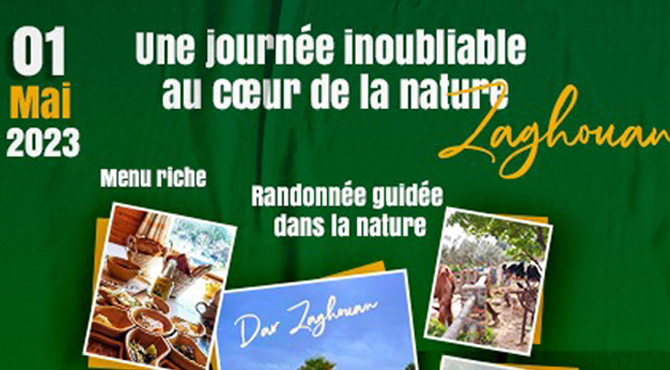 01
Mai
2023
Une journée inoubliable
au cœur de la nature
Zaghouan
Menu riche
Randonnée guidée
dans la nature
Dar Zaghouan